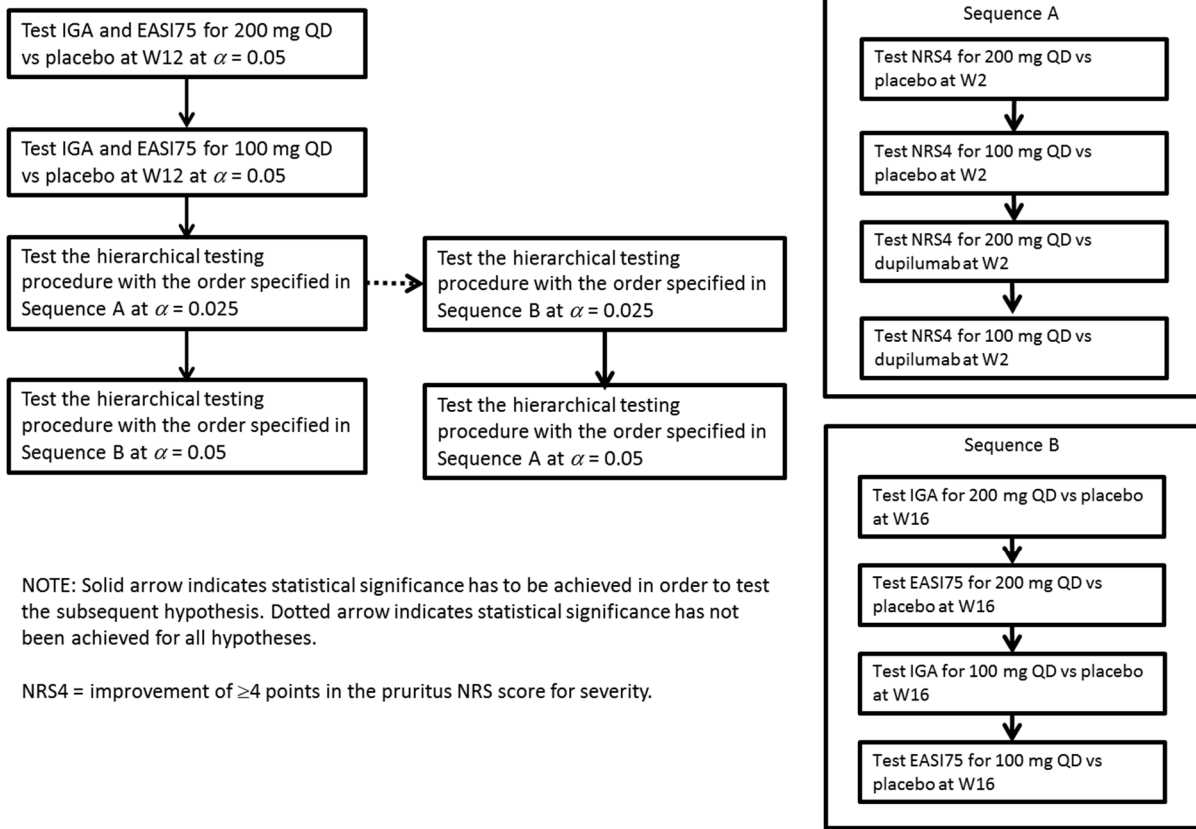 Test IGA and EASI75 for 200 mg QD
vs placebo at W12 at α = 0.05
Test IGA and EASI75 for 100 mg QD
vs placebo at W12 at α = 0.05
Test the hierarchical testing
procedure with the order specified in
Sequence A at α = 0.025
Test the hierarchical testing
procedure with the order specified in
Sequence B at α = 0.025
Test the hierarchical testing
procedure with the order specified in
Sequence B at α = 0.05
Test the hierarchical testing
procedure with the order specified in
Sequence A at α = 0.05
NOTE: Solid arrow indicates statistical significance has to be achieved in order to test
the subsequent hypothesis. Dotted arrow indicates statistical significance has not
been achieved for all hypotheses.
NRS4 = improvement of ≥4 points in the pruritus NRS score for severity.
Sequence A
Test NRS4 for 200 mg QD vs
placebo at W2
Test NRS4 for 100 mg QD vs
placebo at W2
Test NRS4 for 200 mg QD vs
dupilumab at W2
Test NRS4 for 100 mg QD vs
dupilumab at W2
Sequence B
Test IGA for 200 mg QD vs placebo
at W16
Test EASI75 for 200 mg QD vs
placebo at W16
Test IGA for 100 mg QD vs placebo
at W16
Test EASI75 for 100 mg QD vs
placebo at W16